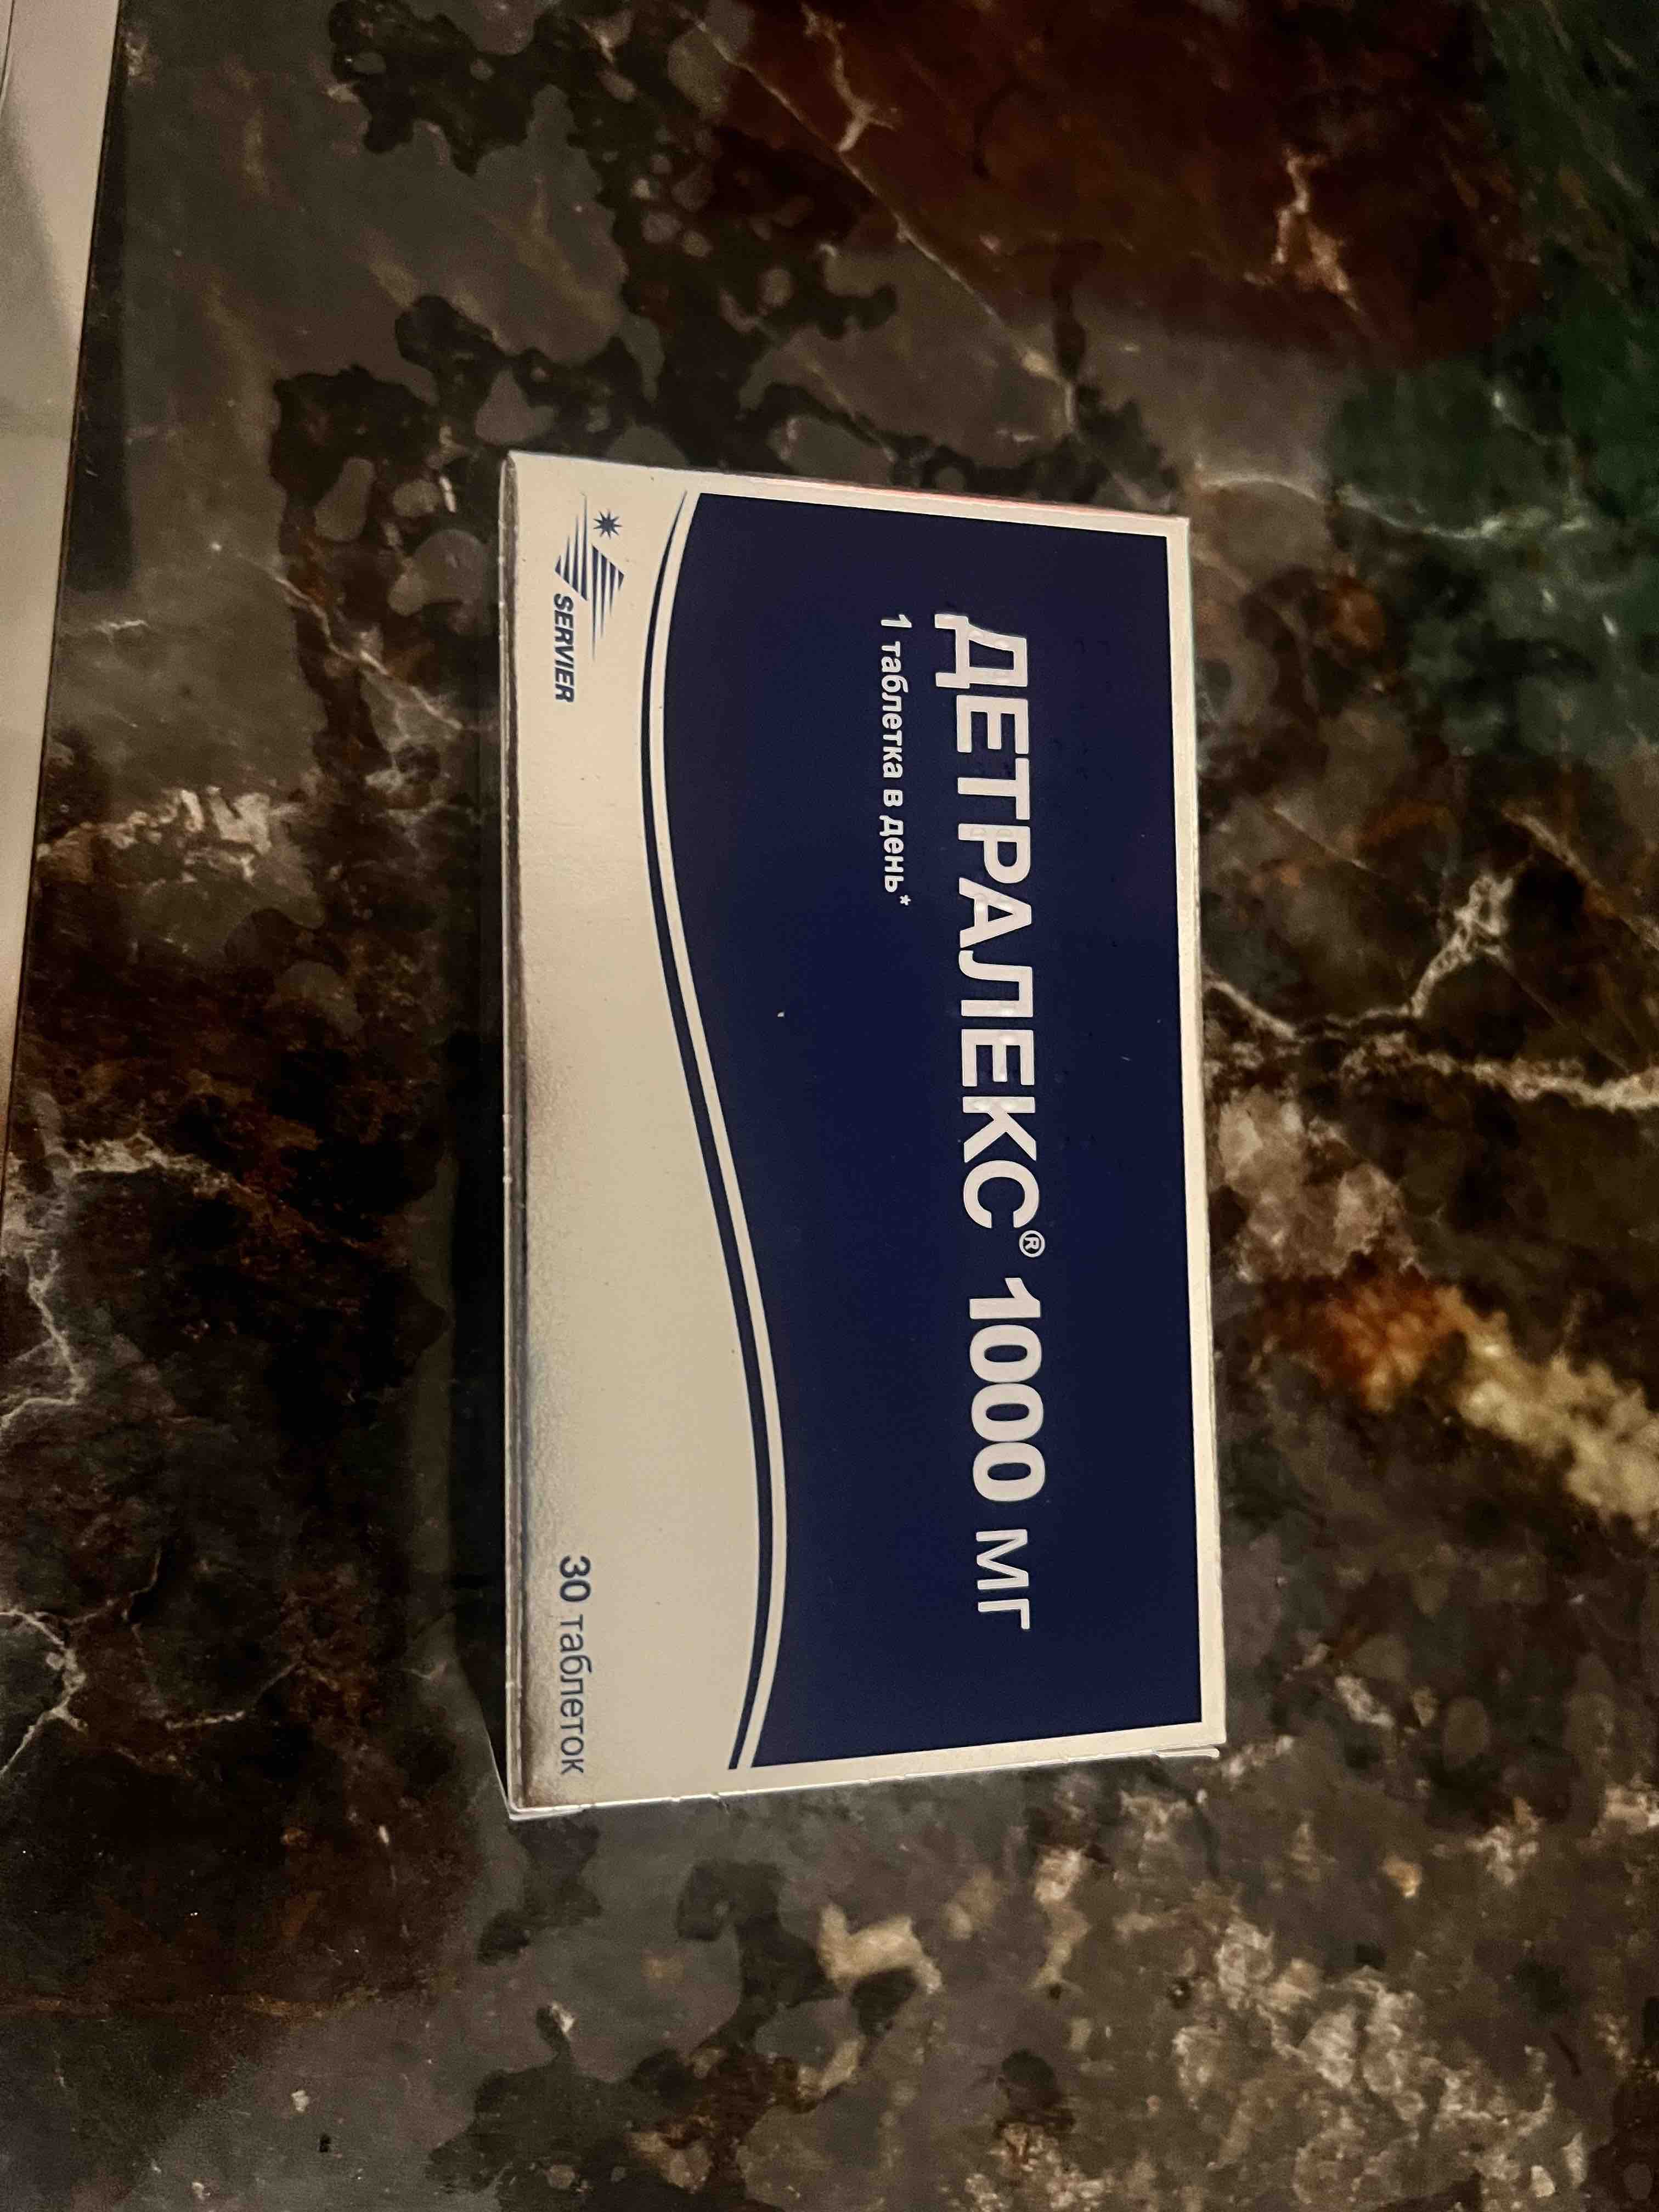 ДЕТРАЛЕКС® 1000 мг
1 таблетка в день*
SERVIER
30 таблеток